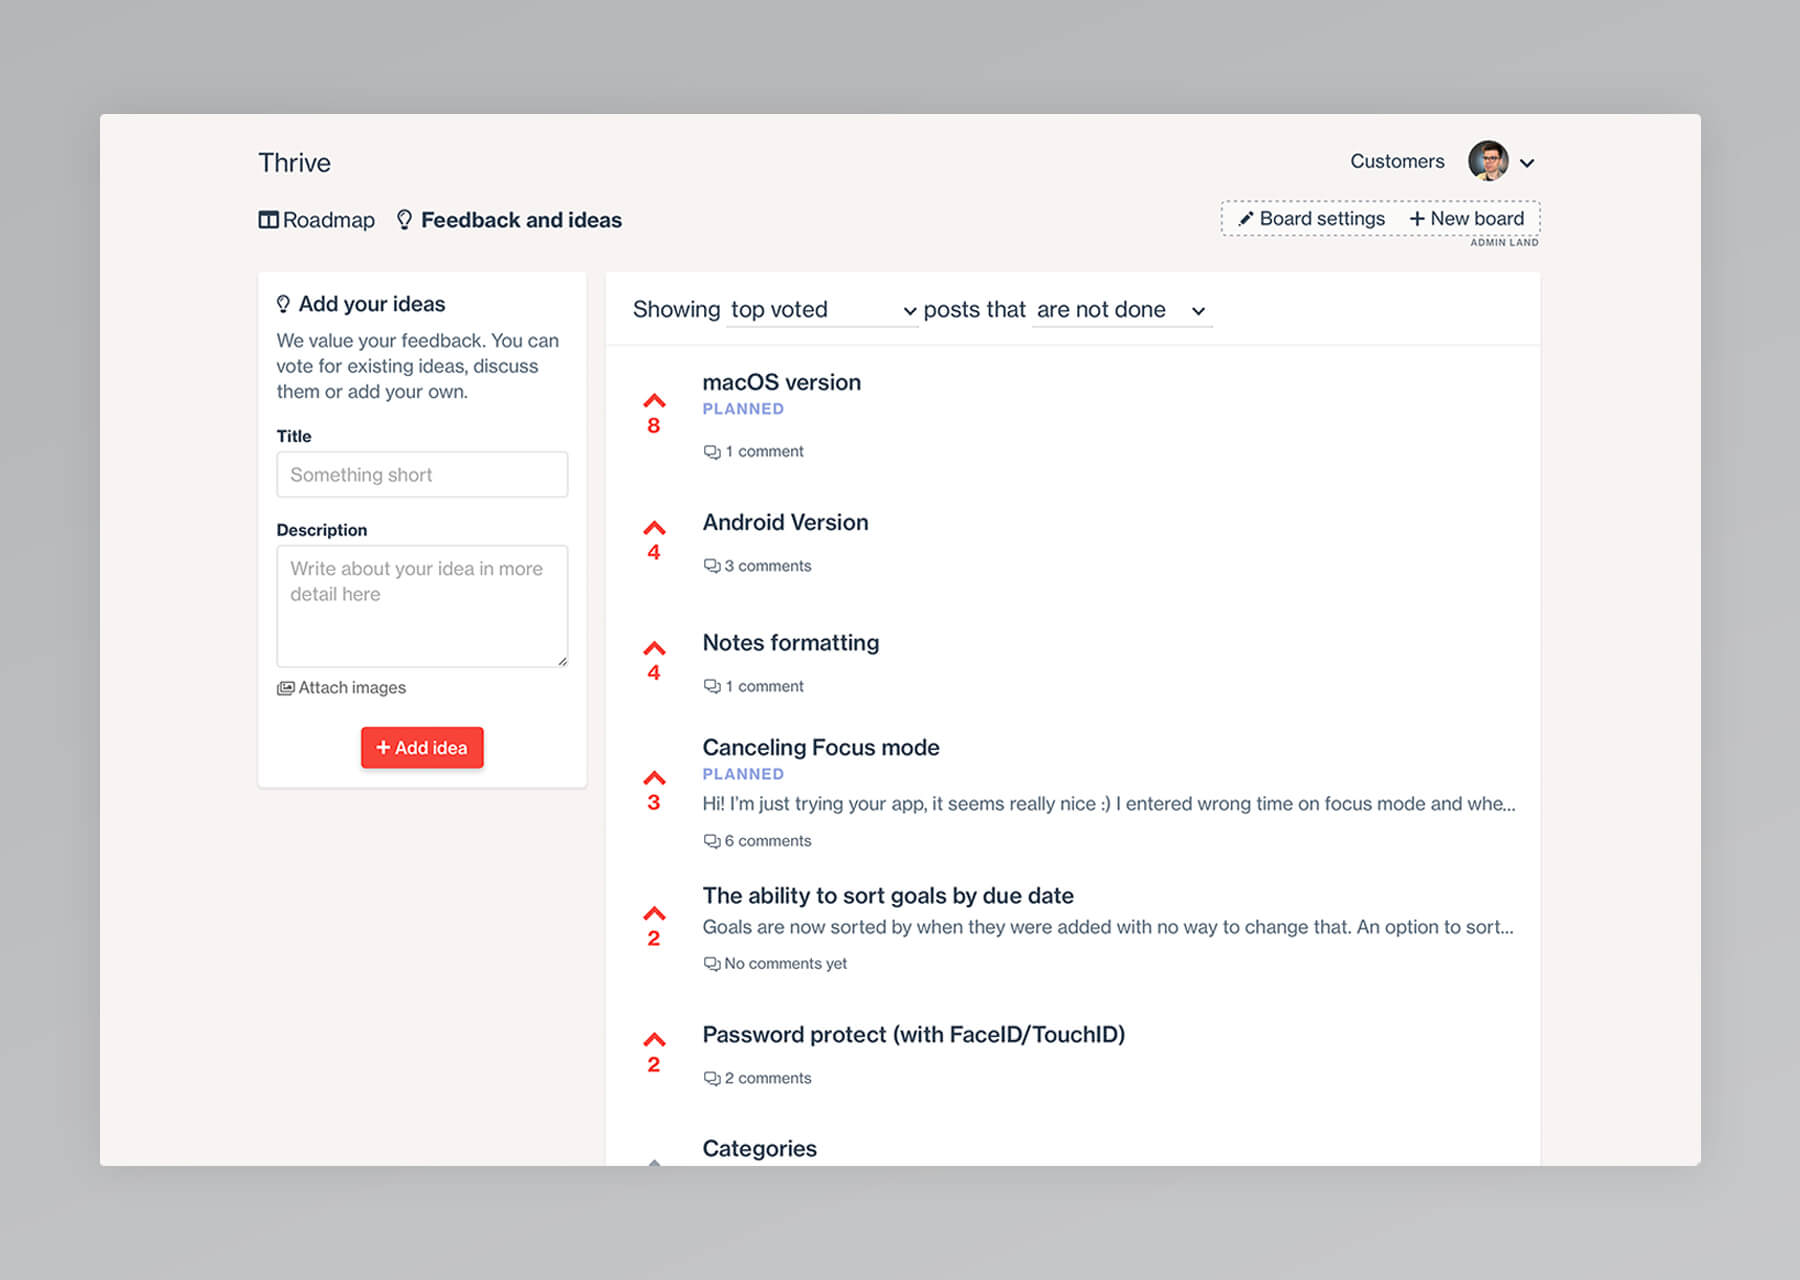 Thrive
Customers
Roadmap
Feedback and ideas
Board settings
New board
ADMIN LAND
Add your ideas
We value your feedback. You can
vote for existing ideas, discuss
them or add your own.
Title
Something short
Description
Write about your idea in more
detail here
Attach images
+ Add idea
Showing top voted posts that are not done
macOS version
PLANNED
8
1 comment
Android Version
4
3 comments
Notes formatting
4
1 comment
Canceling Focus mode
PLANNED
3
Hi! I'm just trying your app, it seems really nice :) I entered wrong time on focus mode and whe...
6 comments
The ability to sort goals by due date
2
Goals are now sorted by when they were added with no way to change that. An option to sort...
No comments yet
Password protect (with FaceID/TouchID)
2
2 comments
Categories